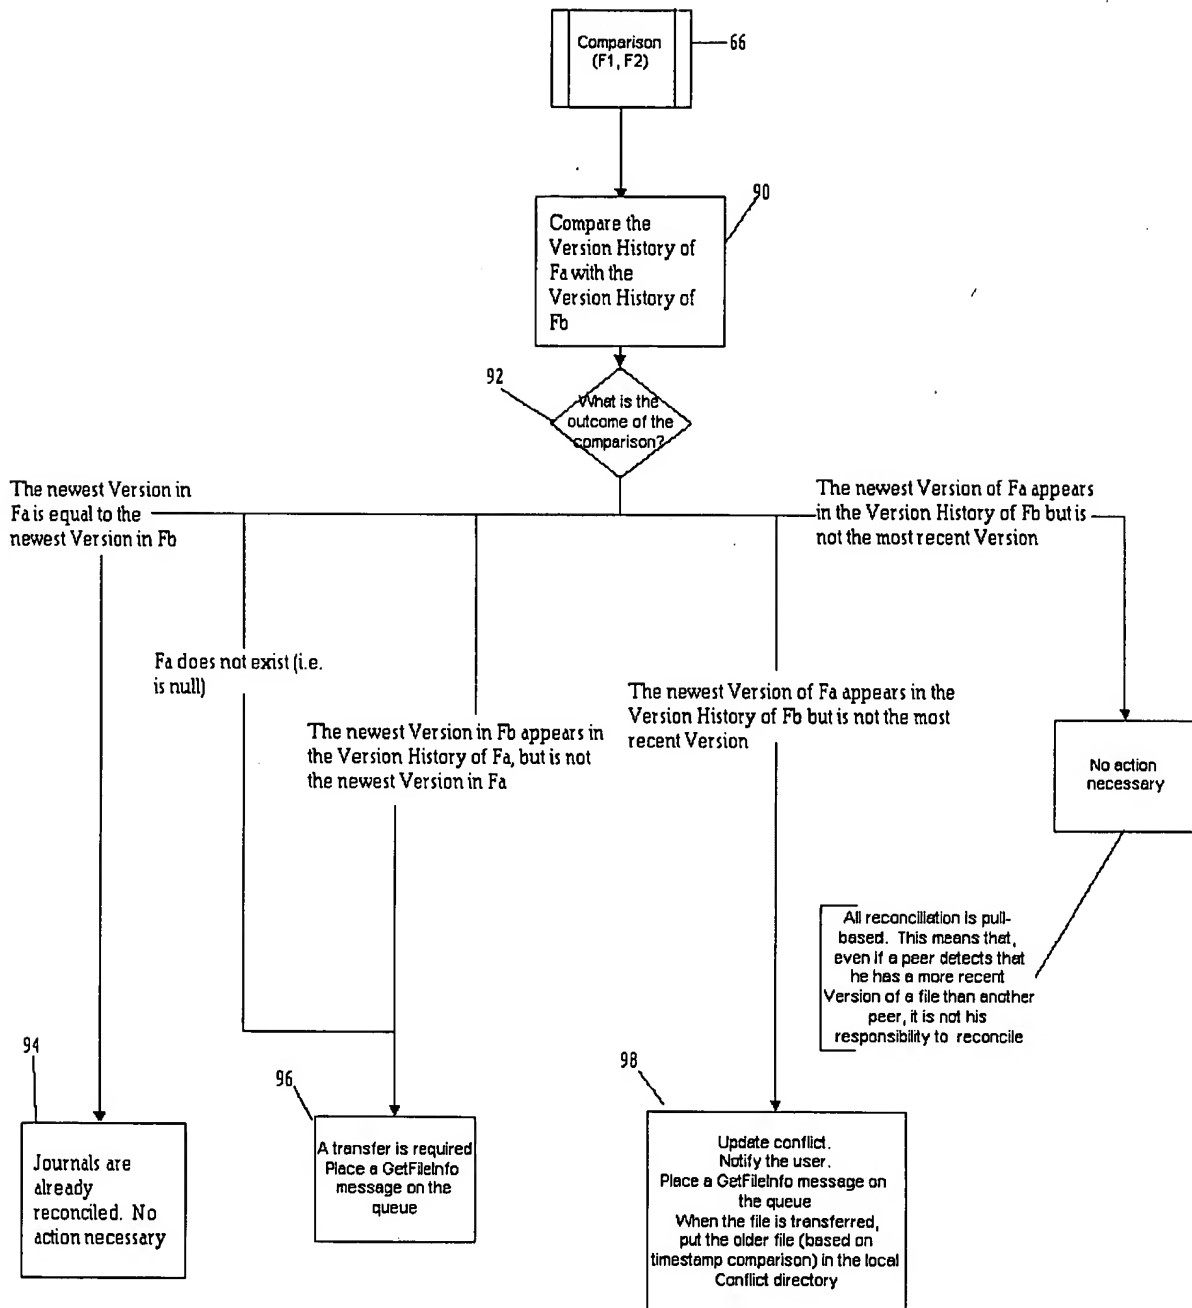 Comparison
(F1, F2)
66
Compare the
Version History of
Fa with the
Version History of
Fb
90
92
What is the
outcome of the
comparison?
The newest Version in
Fa is equal to the
newest Version in Fb
The newest Version of Fa appears
in the Version History of Fb but is
not the most recent Version
Fa does not exist (i.e.
is null)
The newest Version in Fb appears in
the Version History of Fa, but is not
the newest Version in Fa
The newest Version of Fa appears in the
Version History of Fb but is not the most
recent Version
No action
necessary
All reconciliation is pull-
based. This means that,
even if a peer detects that
he has a more recent
Version of a file than another
peer, it is not his
responsibility to reconcile
94
Journals are
already
reconciled. No
action necessary
96
A transfer is required
Place a GetFileInfo
message on the
queue
98
Update conflict.
Notify the user.
Place a GetFileInfo message on
the queue
When the file is transferred,
put the older file (based on
timestamp comparison) in the local
Conflict directory